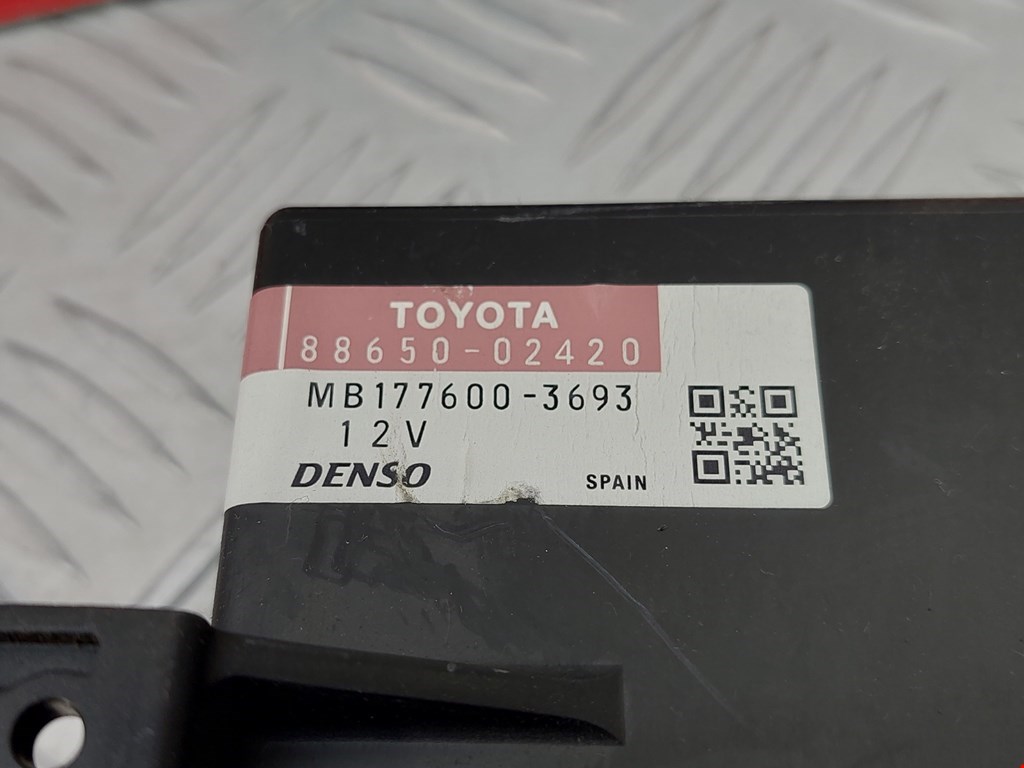 TOYOTA
88650-02420
MB177600-3693
12V
DENSO
SPAIN